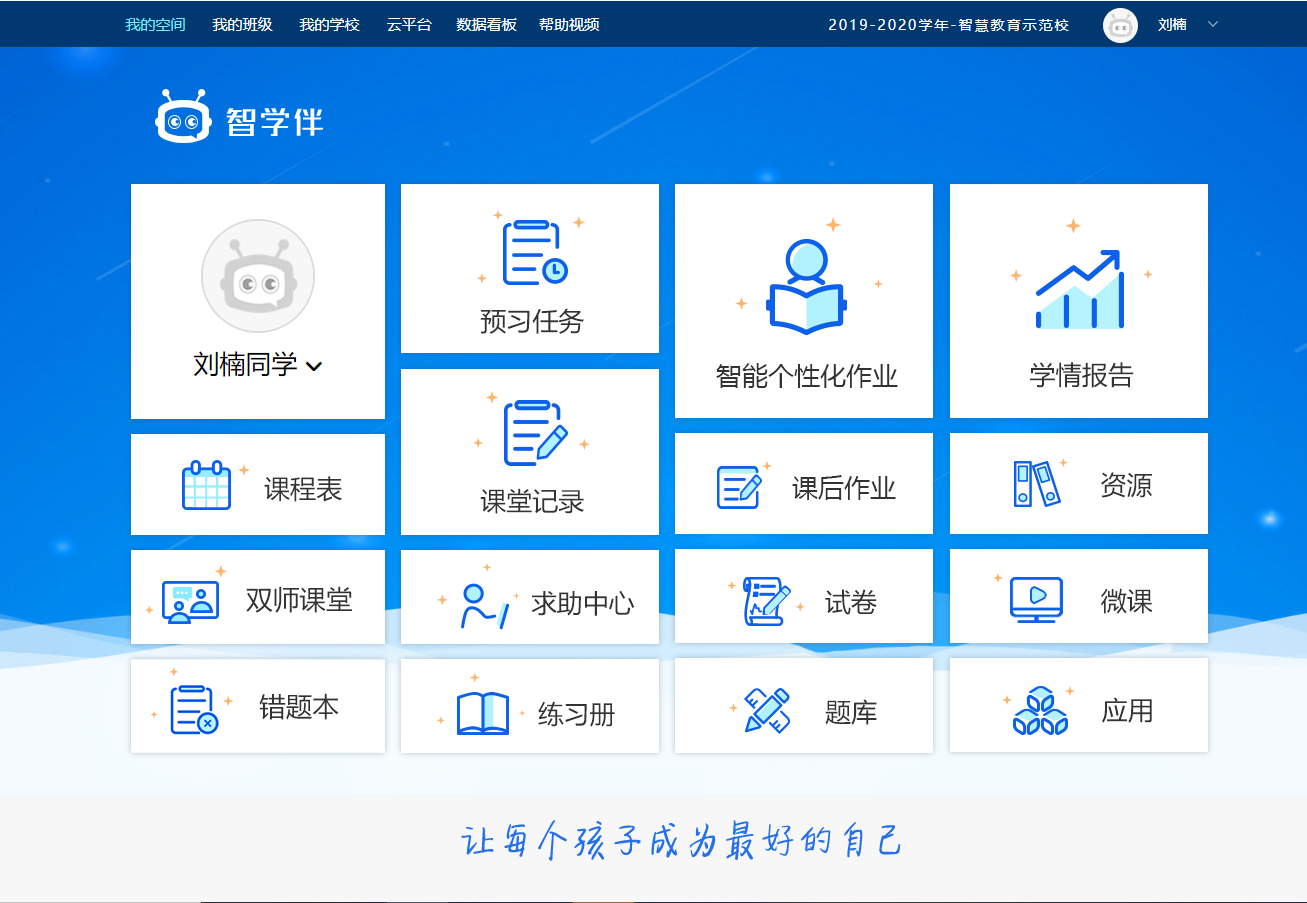 我的空间 我的班级 我的学校 云平台 数据看板 帮助视频 2019-2020学年-智慧教育示范校 刘楠
智学伴
刘楠同学
预习任务
智能个性化作业
学情报告
课程表
课堂记录
课后作业
资源
双师课堂
求助中心
试卷
微课
错题本
练习册
题库
应用
让每个孩子成为最好的自己